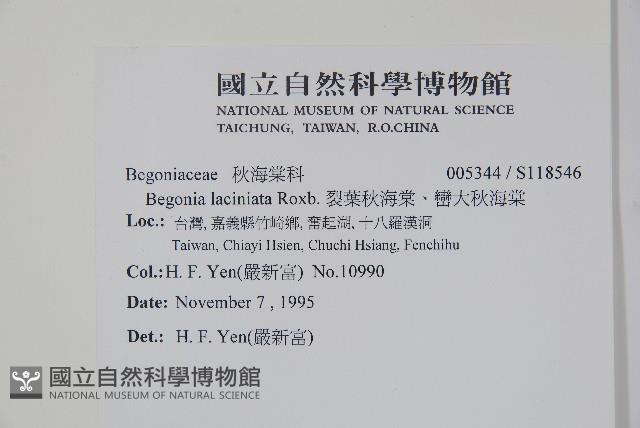 國立自然科學博物館
NATIONAL MUSEUM OF NATURAL SCIENCE
TAICHUNG, TAIWAN, R.O.CHINA
Begoniaceae 秋海棠科 005344 / S118546
Begonia laciniata Roxb. 裂葉秋海棠、巒大秋海棠
Loc.: 台灣, 嘉義縣竹崎鄉, 奮起湖, 十八羅漢洞
Taiwan, Chiayi Hsien, Chuchi Hsiang, Fenchihu
Col.: H. F. Yen(嚴新富) No.10990
Date: November 7 , 1995
Det.: H. F. Yen(嚴新富)
國立自然科學博物館
NATIONAL MUSEUM OF NATURAL SCIENCE